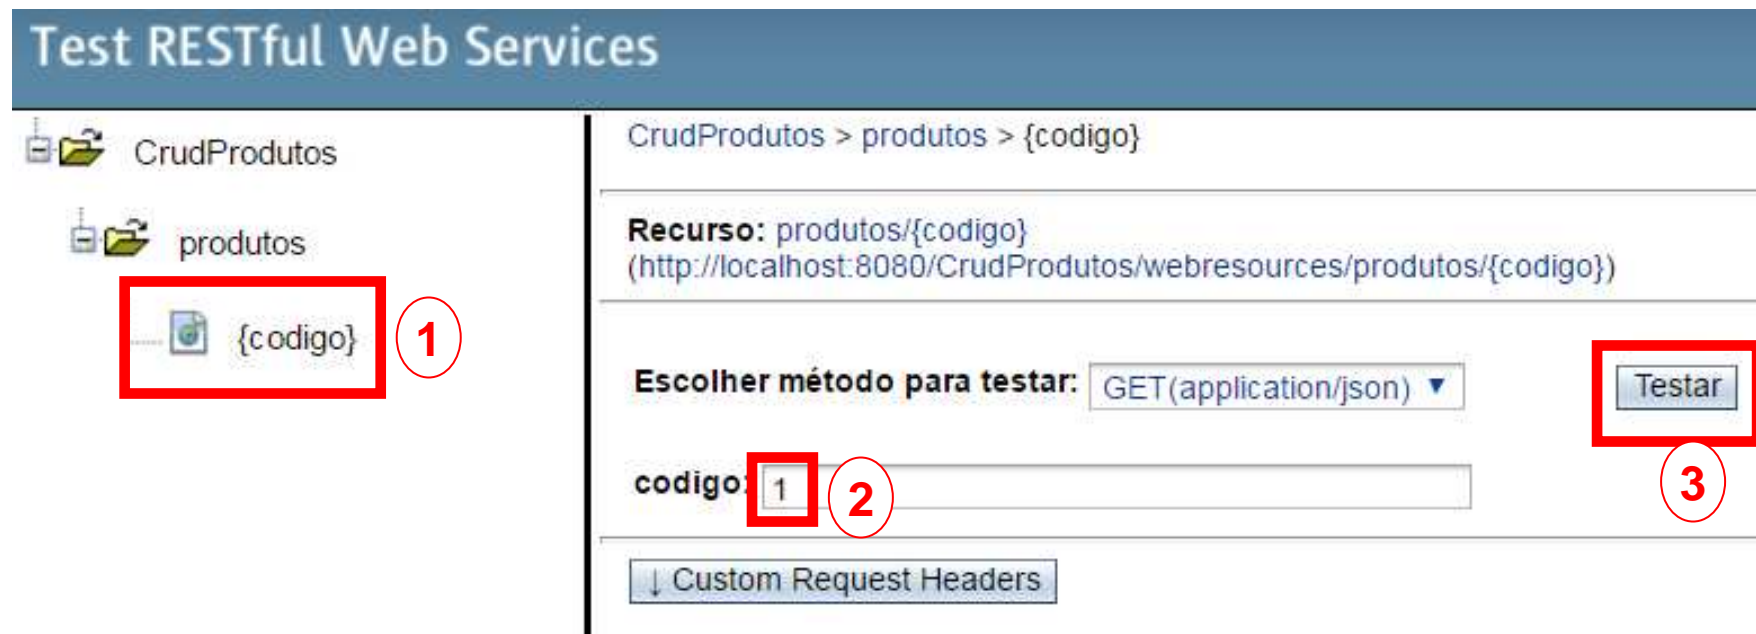 Test RESTful Web Services
CrudProdutos
produtos
{codigo}
1
CrudProdutos > produtos > {codigo}
Recurso: produtos/{codigo}
(http://localhost:8080/CrudProdutos/webresources/produtos/{codigo})
Escolher método para testar: GET(application/json) ▼ Testar
codigo: 1 2 3
↓ Custom Request Headers